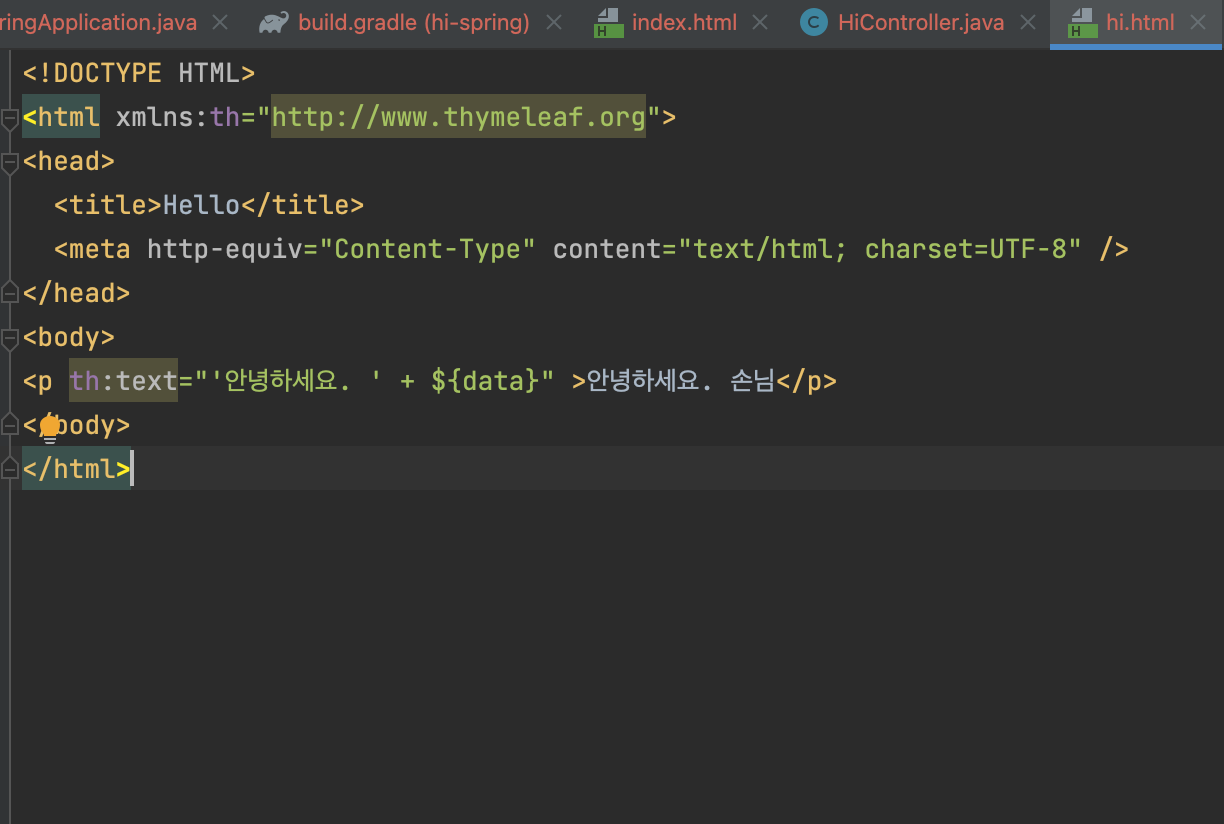 ringApplication.java build.gradle (hi-spring) index.html C HiController.java hi.html
<!DOCTYPE HTML>
<html xmlns:th="http://www.thymeleaf.org">
<head>
<title>Hello</title>
<meta http-equiv="Content-Type" content="text/html; charset=UTF-8" />
</head>
<body>
<p th:text="'안녕하세요. ' + ${data}" >안녕하세요. 손님</p>
</body>
</html>